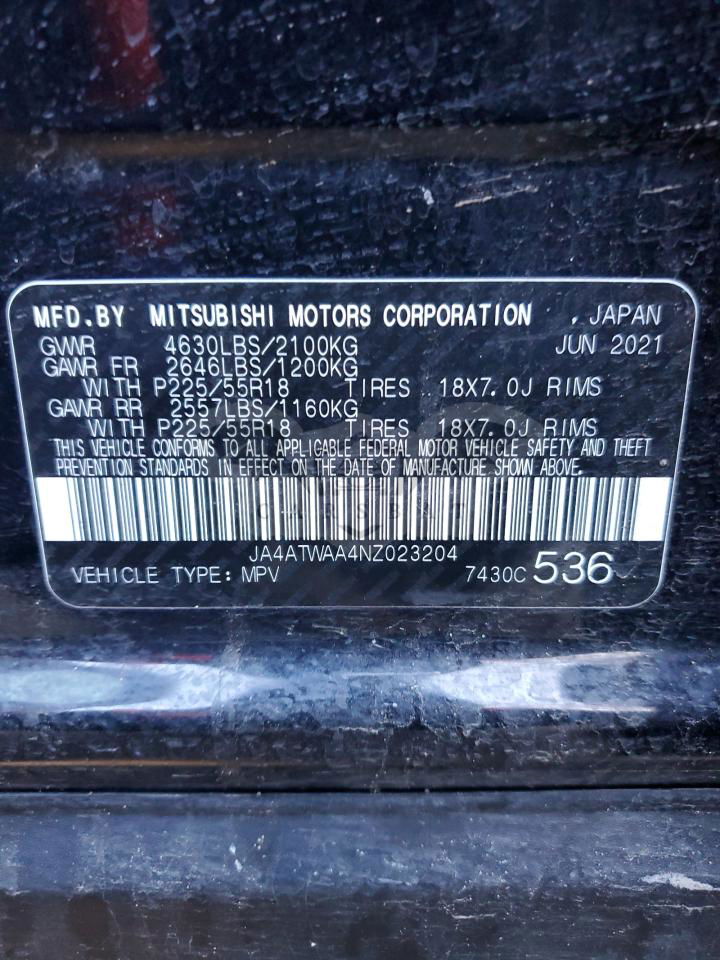 MFD.BY MITSUBISHI MOTORS CORPORATION , JAPAN
GVWR 4630LBS/2100KG JUN 2021
GAWR FR 2646LBS/1200KG
WITH P225/55R18 TIRES 18X7.0J RIMS
GAWR RR 2557LBS/1160KG
WITH P225/55R18 TIRES 18X7.0J RIMS
THIS VEHICLE CONFORMS TO ALL APPLIGABLE FEDERAL MOTOR VEHICLE SAFETY AND THEFT
PREVENTION STANDARDS IN EFFECT ON THE DATE OF MANUFACTURE SHOWN ABOVE.
JA4ATWAA4NZ023204
VEHICLE TYPE: MPV 7430C 536